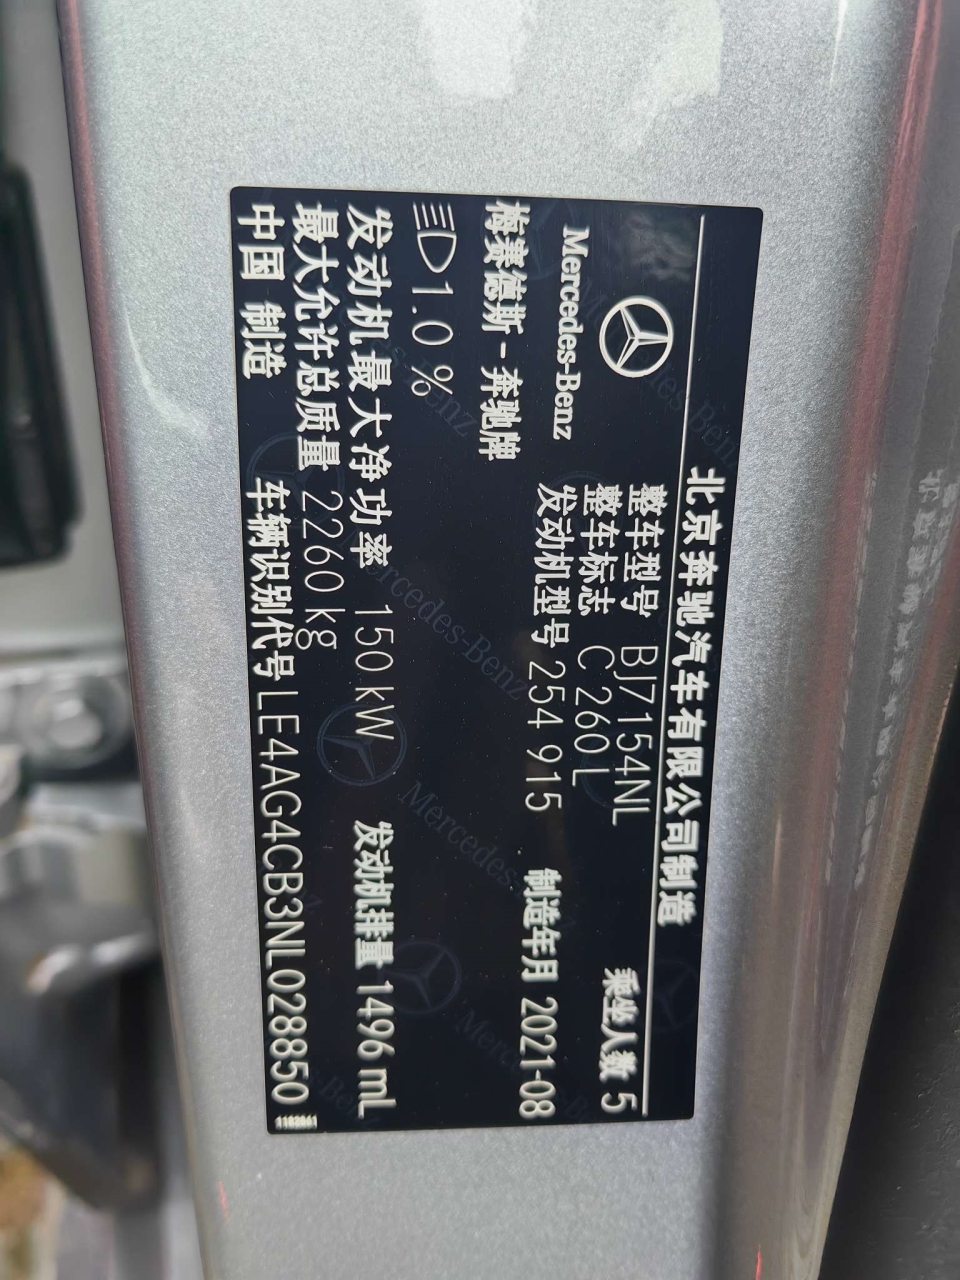 北京奔驰汽车有限公司制造
Mercedes-Benz
整车型号 BJ7154NL 乘坐人数 5
整车标志 C 260 L
梅赛德斯-奔驰牌 发动机型号 254 915 制造年月 2021-08
1.0 %
发动机最大净功率 150 kW 发动机排量 1496 mL
最大允许总质量 2260 kg
中国 制造 车辆识别代号 LE4AG4CB3NL028850